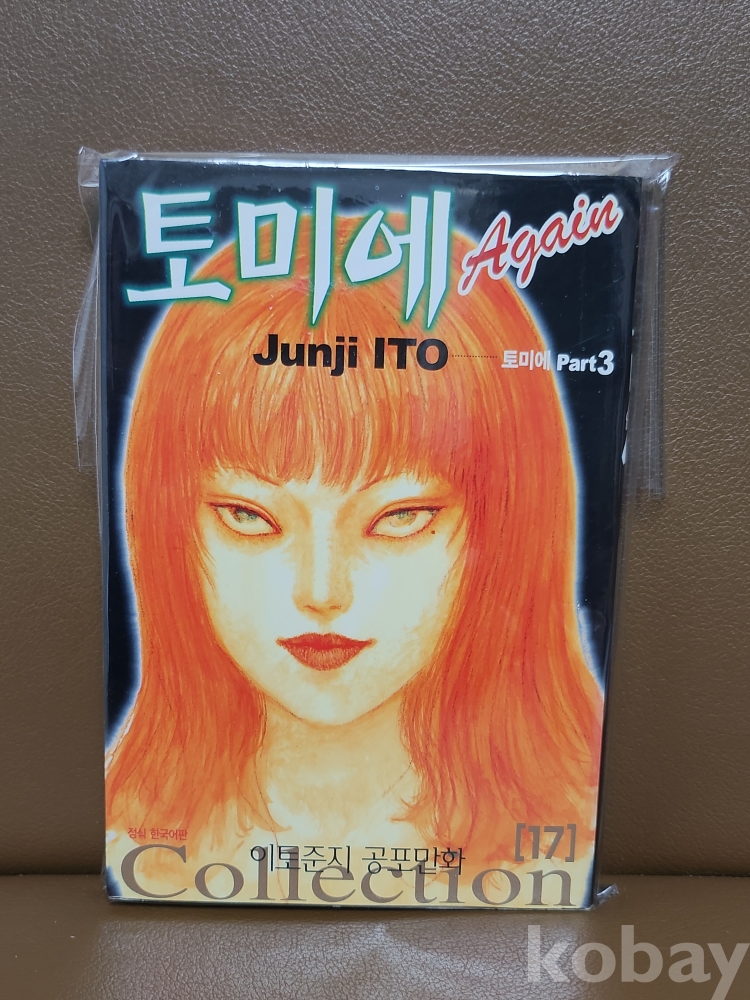 토미에 Again
Junji ITO ............... 토미에 Part3
정식 한국어판
이토준지 공포만화 [17]
Collection
kobay